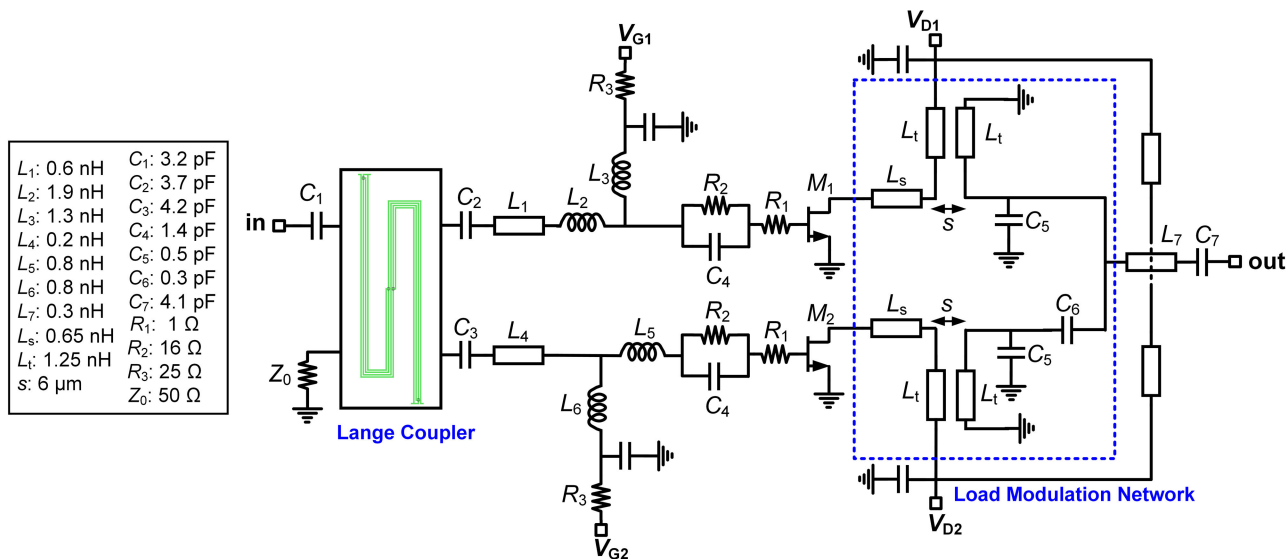 L1: 0.6 nH
L2: 1.9 nH
L3: 1.3 nH
L4: 0.2 nH
L5: 0.8 nH
L6: 0.8 nH
L7: 0.3 nH
Ls: 0.65 nH
Lt: 1.25 nH
s: 6 µm
C1: 3.2 pF
C2: 3.7 pF
C3: 4.2 pF
C4: 1.4 pF
C5: 0.5 pF
C6: 0.3 pF
C7: 4.1 pF
R1: 1 Ω
R2: 16 Ω
R3: 25 Ω
Z0: 50 Ω
in
C1
Z0
Lange Coupler
C2
L1
L2
VG1
R3
L3
R2
C4
R1
M1
Ls
VD1
Lt
Lt
s
C5
L7
C7
out
C3
L4
L5
L6
R3
VG2
R2
C4
R1
M2
Ls
s
C6
C5
Lt
Lt
VD2
Load Modulation Network